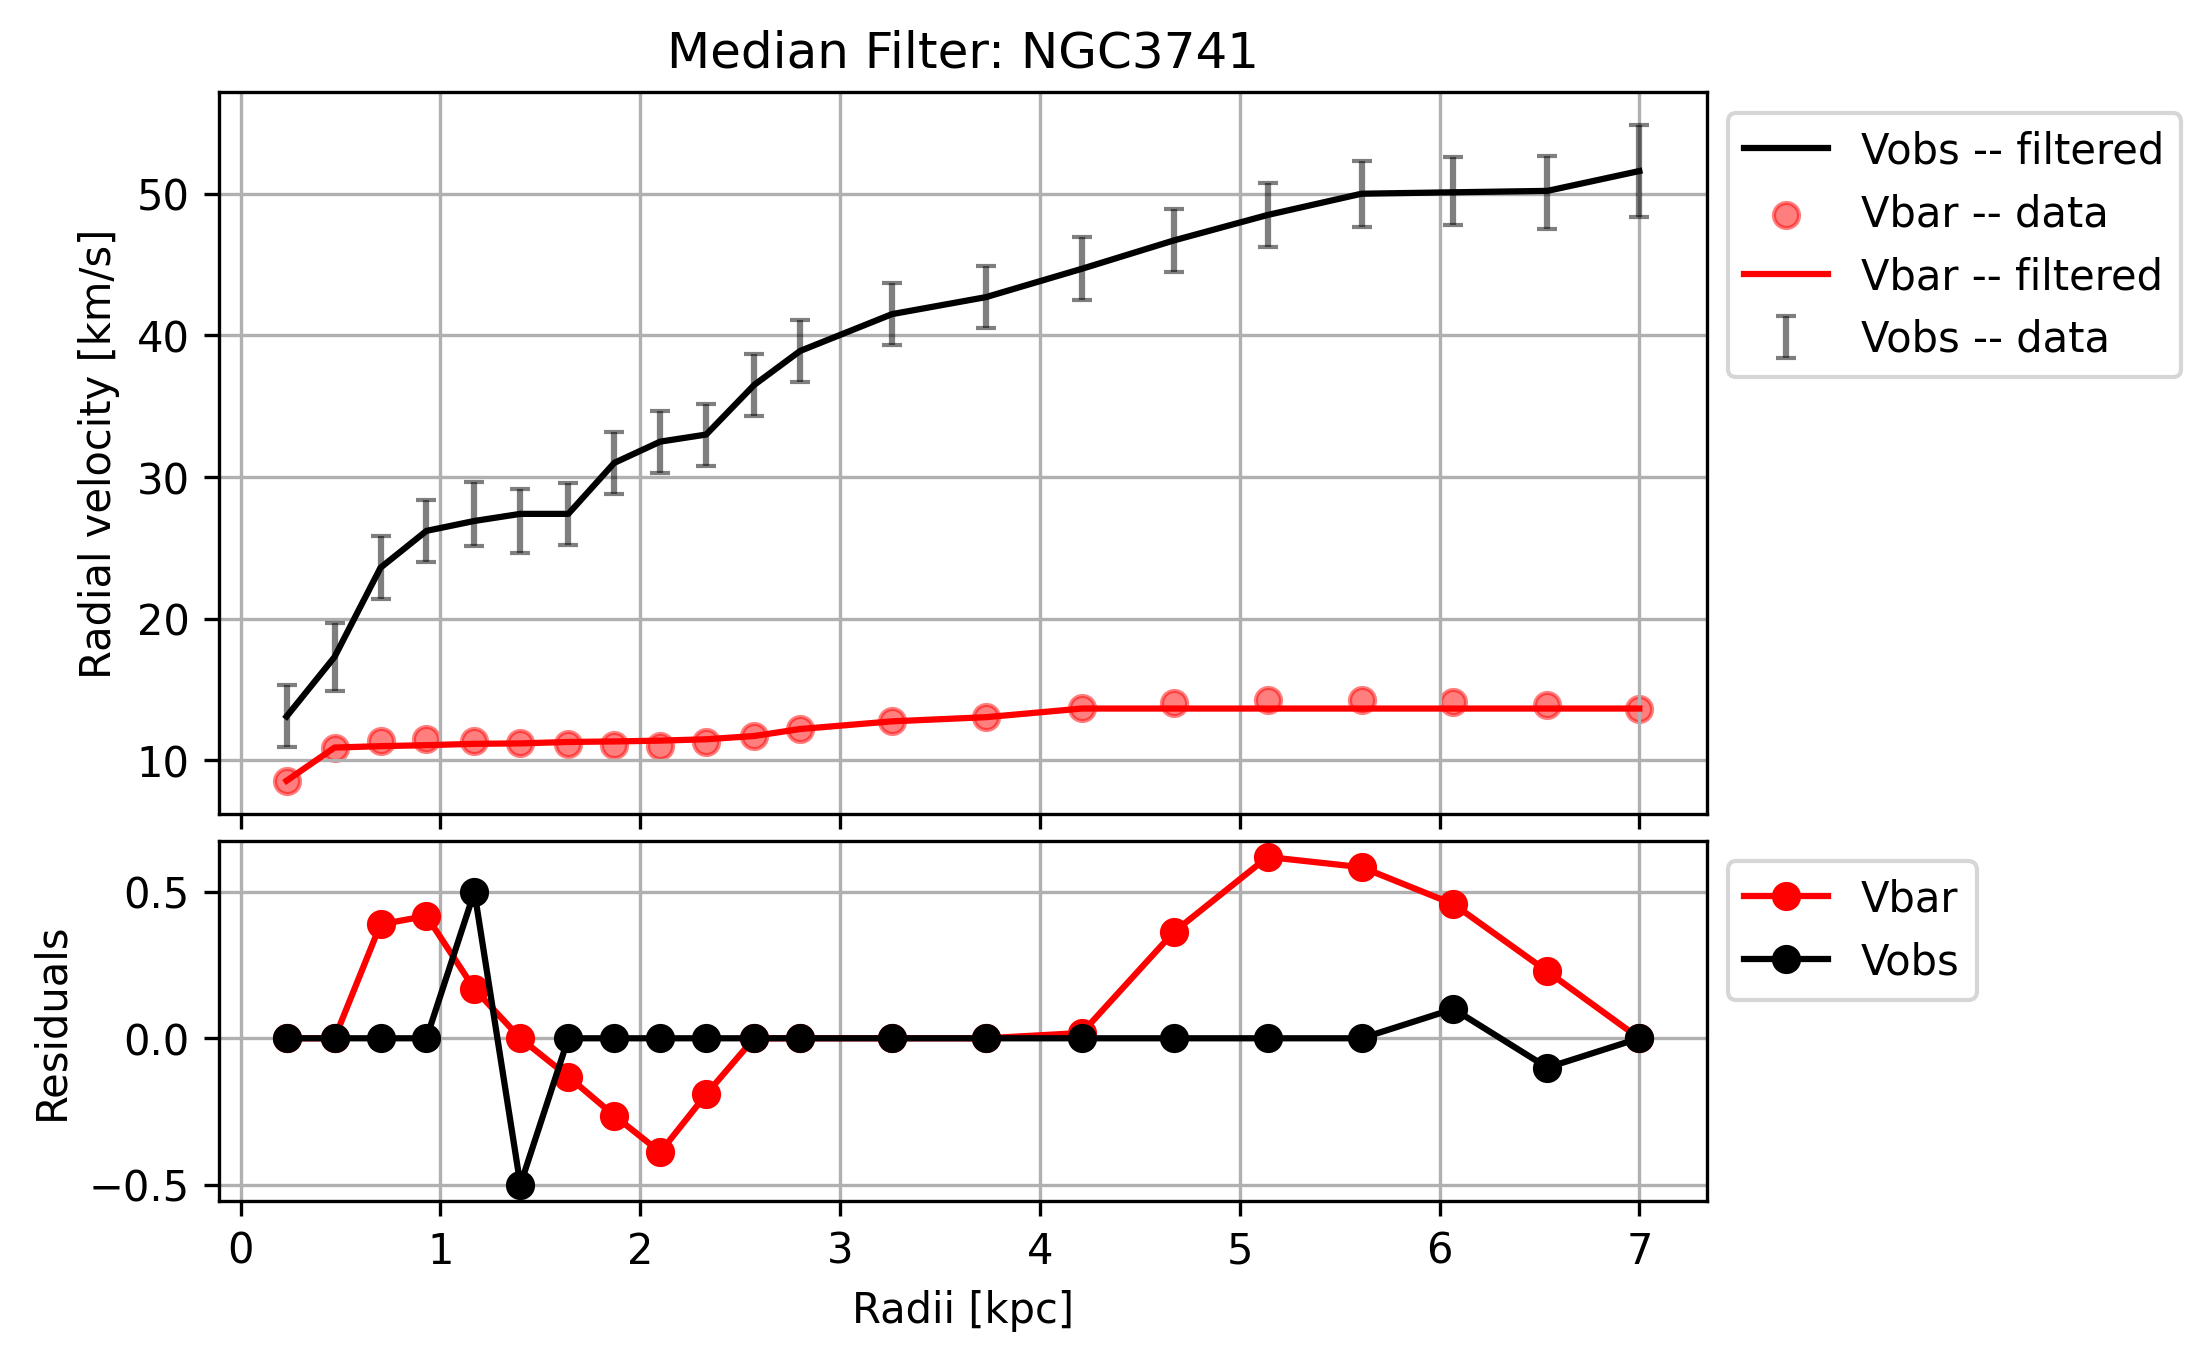 Median Filter: NGC3741
Radial velocity [km/s]
50
40
30
20
10
Vobs -- filtered
Vbar -- data
Vbar -- filtered
Vobs -- data
Residuals
0.5
0.0
−0.5
Vbar
Vobs
0 1 2 3 4 5 6 7
Radii [kpc]